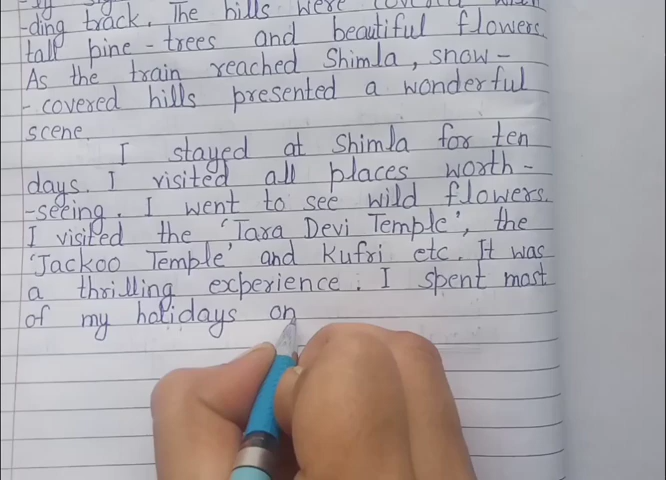 -ding track. The hills were
tall pine-trees and beautiful flowers.
As the train reached Shimla, snow-
-covered hills presented a wonderful
scene.
I stayed at Shimla for ten
days. I visited all places worth-
-seeing. I went to see wild flowers.
I visited the 'Tara Devi Temple', the
'Jackoo Temple' and Kufri etc. It was
a thrilling experience. I spent most
of my holidays on